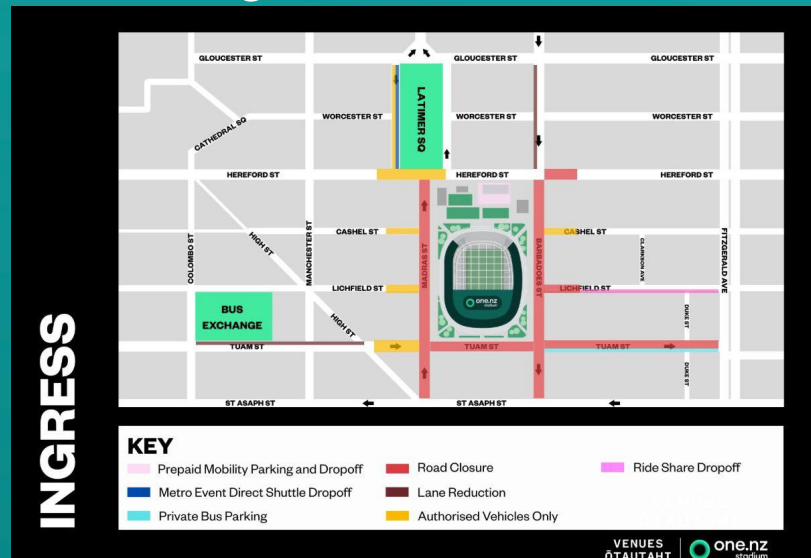 INGRESS
GLOUCESTER ST
GLOUCESTER ST
GLOUCESTER ST
LATIMER SQ
WORCESTER ST
WORCESTER ST
WORCESTER ST
CATHEDRAL SQ
HEREFORD ST
HEREFORD ST
HEREFORD ST
COLOMBO ST
HIGH ST
MANCHESTER ST
CASHEL ST
MADRAS ST
BARBADOES ST
CASHEL ST
CLARENDON AVE
FITZGERALD AVE
LICHFIELD ST
LICHFIELD ST
one.nz
stadium
BUS
EXCHANGE
HIGH ST
DUKE ST
TUAM ST
TUAM ST
TUAM ST
DUKE ST
ST ASAPH ST
ST ASAPH ST
KEY
Prepaid Mobility Parking and Dropoff
Road Closure
Ride Share Dropoff
Metro Event Direct Shuttle Dropoff
Lane Reduction
Private Bus Parking
Authorised Vehicles Only
VENUES
ŌTAUTAHI
one.nz
stadium